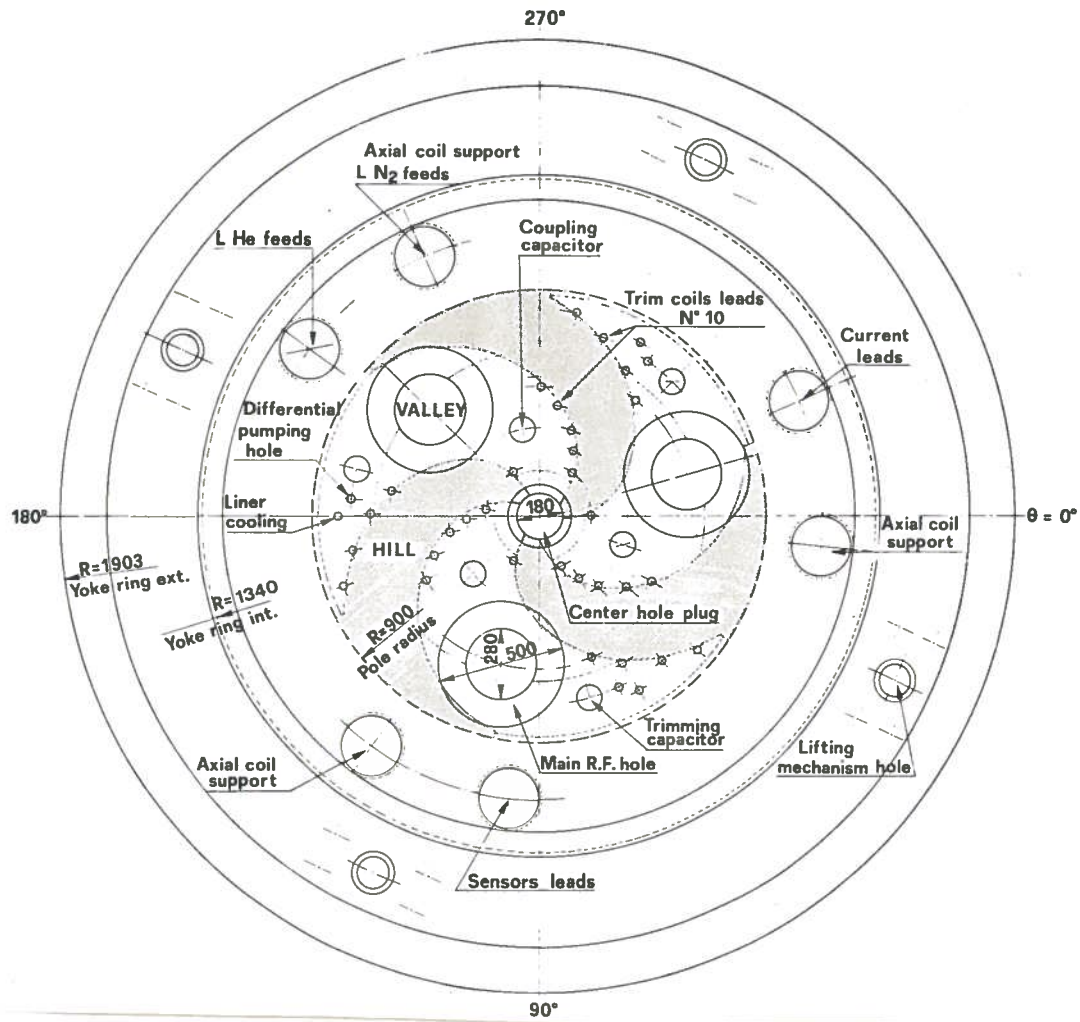 270°
Axial coil support
L N₂ feeds
L He feeds
Coupling
capacitor
Trim coils leads
N° 10
Current
leads
VALLEY
Differential
pumping
hole
Liner
cooling
180°
180
θ = 0°
Axial coil
support
HILL
R=1903
Yoke ring ext.
R=1340
Yoke ring int.
R=900
Pole radius
Center hole plug
280
500
Trimming
capacitor
Main R.F. hole
Lifting
mechanism hole
Axial coil
support
Sensors leads
90°